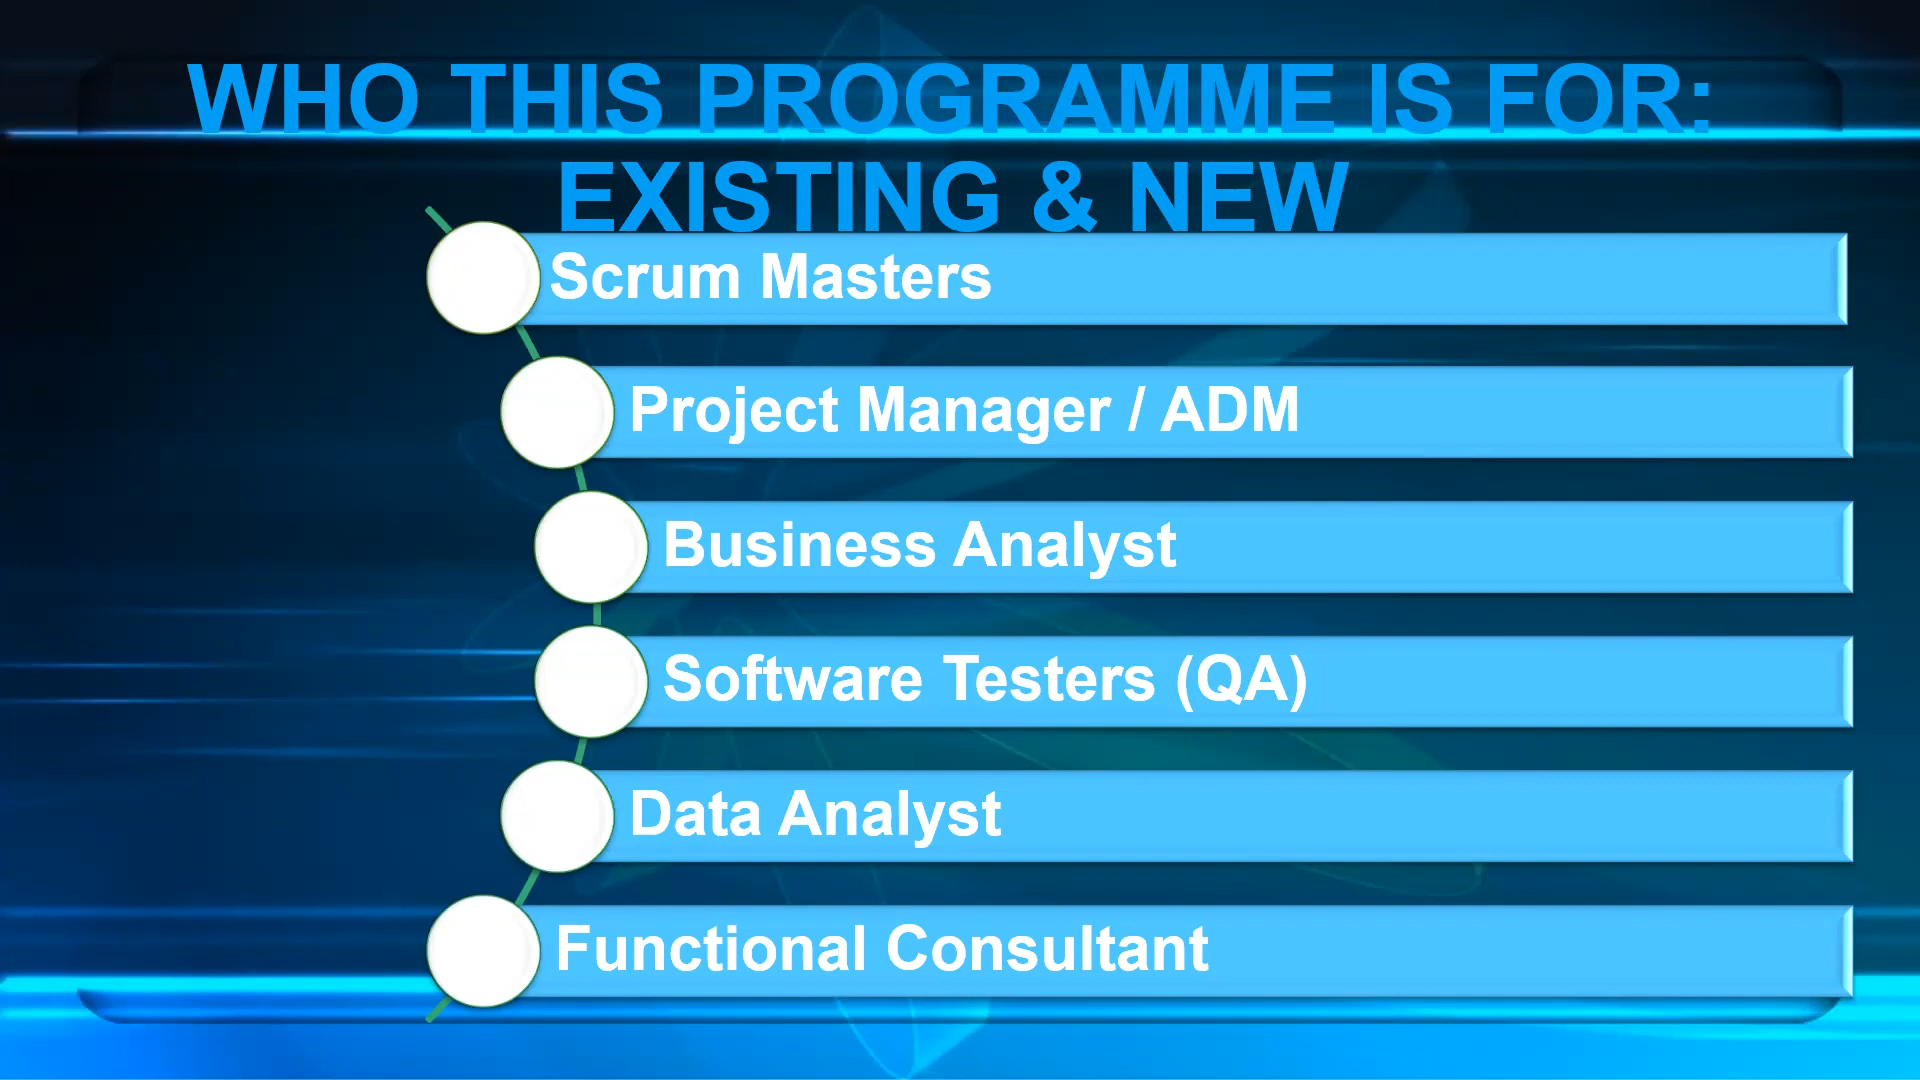 WHO THIS PROGRAMME IS FOR:
EXISTING & NEW
Scrum Masters
Project Manager / ADM
Business Analyst
Software Testers (QA)
Data Analyst
Functional Consultant